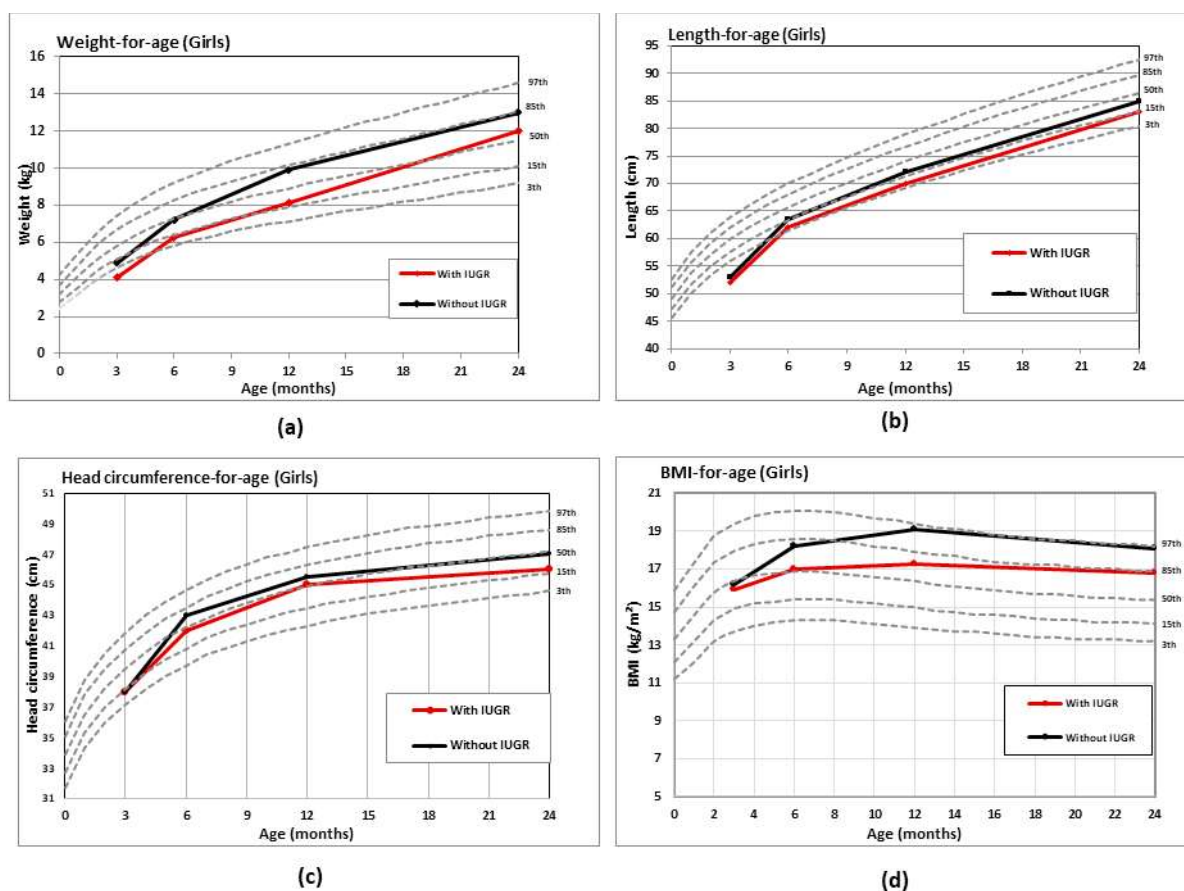 Weight-for-age (Girls)
16
14
12
10
8
6
4
2
0
Weight (kg)
0 3 6 9 12 15 18 21 24
Age (months)
97th
85th
50th
15th
3th
With IUGR
Without IUGR
(a)
Length-for-age (Girls)
95
90
85
80
75
70
65
60
55
50
45
40
Length (cm)
0 3 6 9 12 15 18 21 24
Age (months)
97th
85th
50th
15th
3th
With IUGR
Without IUGR
(b)
Head circumference-for-age (Girls)
51
49
47
45
43
41
39
37
35
33
31
Head circumference (cm)
0 3 6 9 12 15 18 21 24
Age (months)
97th
85th
50th
15th
3th
With IUGR
Without IUGR
(c)
BMI-for-age (Girls)
21
19
17
15
13
11
9
7
5
BMI (kg/m²)
0 2 4 6 8 10 12 14 16 18 20 22 24
Age (months)
97th
85th
50th
15th
3th
With IUGR
Without IUGR
(d)